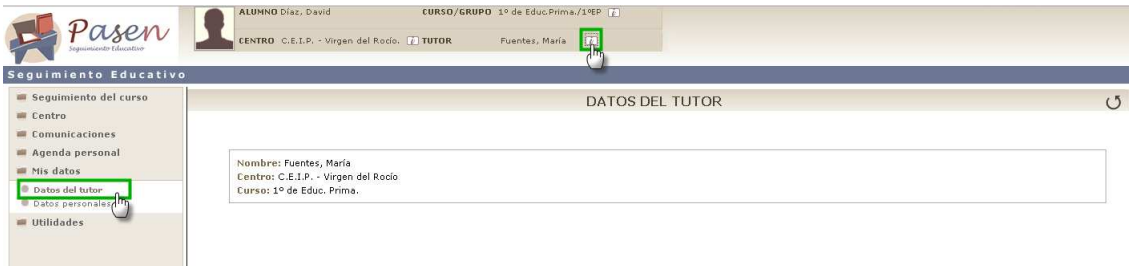 Pasen
Seguimiento Educativo
ALUMNO Díaz, David CURSO/GRUPO 1º de Educ.Prima./1ºEP i
CENTRO C.E.I.P. - Virgen del Rocío. i TUTOR Fuentes, María i
Seguimiento Educativo
Seguimiento del curso
Centro
Comunicaciones
Agenda personal
Mis datos
Datos del tutor
Datos personales
Utilidades
DATOS DEL TUTOR
Nombre: Fuentes, María
Centro: C.E.I.P. - Virgen del Rocío
Curso: 1º de Educ. Prima.